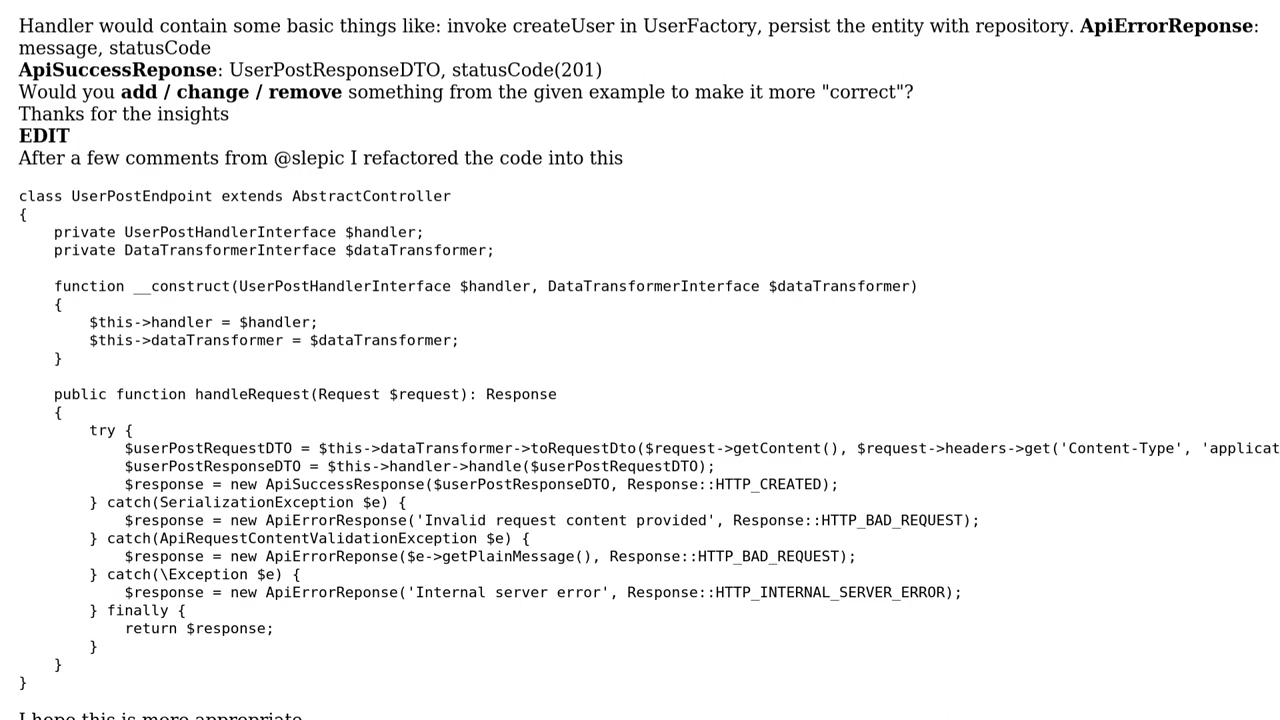 Handler would contain some basic things like: invoke createUser in UserFactory, persist the entity with repository. ApiErrorReponse:
message, statusCode
ApiSuccessReponse: UserPostResponseDTO, statusCode(201)
Would you add / change / remove something from the given example to make it more "correct"?
Thanks for the insights
EDIT
After a few comments from @slepic I refactored the code into this
class UserPostEndpoint extends AbstractController
{
    private UserPostHandlerInterface $handler;
    private DataTransformerInterface $dataTransformer;
    function __construct(UserPostHandlerInterface $handler, DataTransformerInterface $dataTransformer)
    {
        $this->handler = $handler;
        $this->dataTransformer = $dataTransformer;
    }
    public function handleRequest(Request $request): Response
    {
        try {
            $userPostRequestDTO = $this->dataTransformer->toRequestDto($request->getContent(), $request->headers->get('Content-Type', 'applicat
            $userPostResponseDTO = $this->handler->handle($userPostRequestDTO);
            $response = new ApiSuccessResponse($userPostResponseDTO, Response::HTTP_CREATED);
        } catch(SerializationException $e) {
            $response = new ApiErrorResponse('Invalid request content provided', Response::HTTP_BAD_REQUEST);
        } catch(ApiRequestContentValidationException $e) {
            $response = new ApiErrorReponse($e->getPlainMessage(), Response::HTTP_BAD_REQUEST);
        } catch(\Exception $e) {
            $response = new ApiErrorReponse('Internal server error', Response::HTTP_INTERNAL_SERVER_ERROR);
        } finally {
            return $response;
        }
    }
}
I hope this is more appropriate